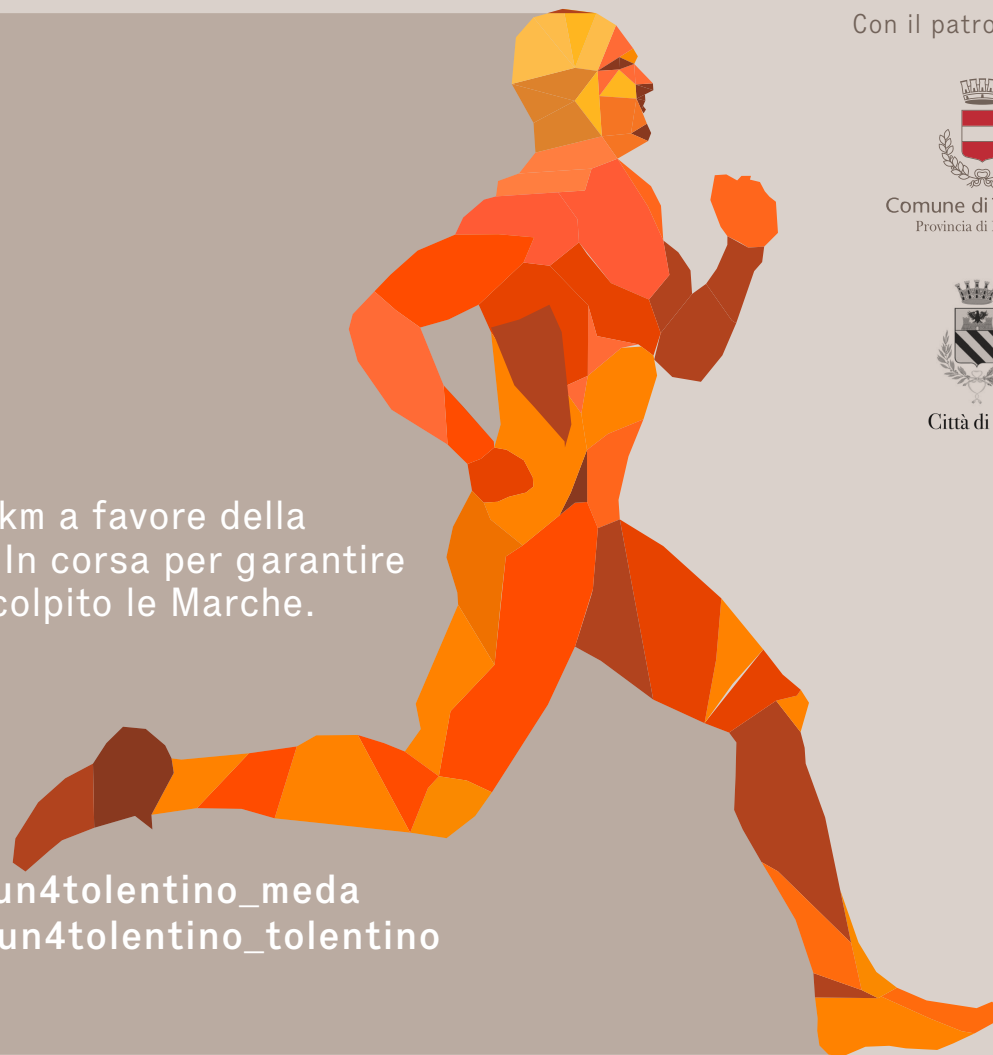 Con il patro
Comune di
Provincia di
Città di
km a favore della
In corsa per garantire
colpito le Marche.
un4tolentino_meda
un4tolentino_tolentino